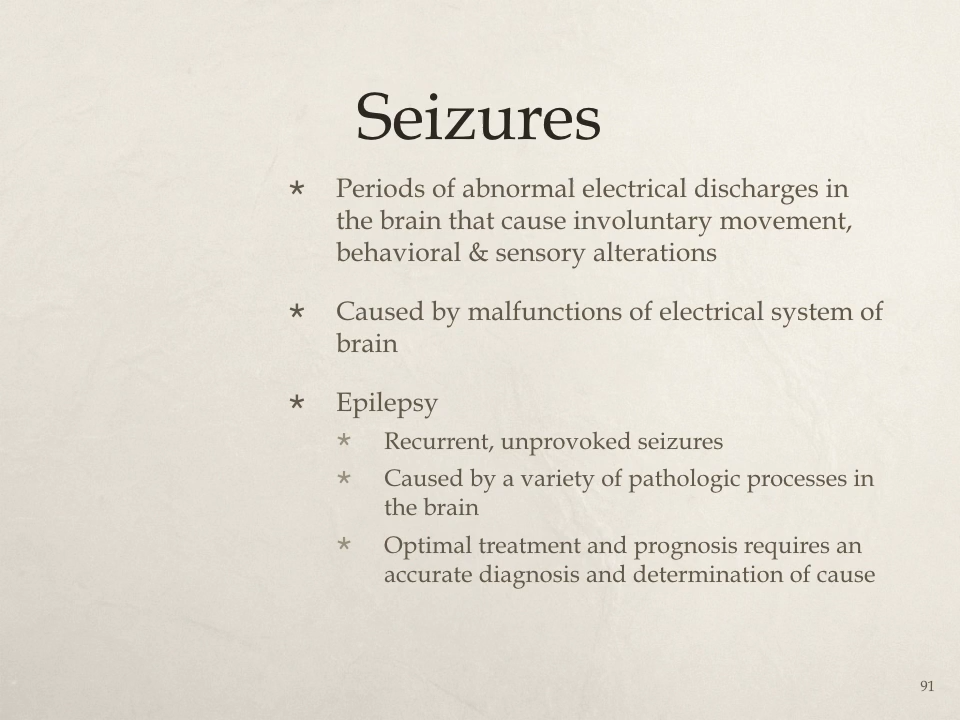 Seizures
* Periods of abnormal electrical discharges in
the brain that cause involuntary movement,
behavioral & sensory alterations
* Caused by malfunctions of electrical system of
brain
* Epilepsy
* Recurrent, unprovoked seizures
* Caused by a variety of pathologic processes in
the brain
* Optimal treatment and prognosis requires an
accurate diagnosis and determination of cause
91